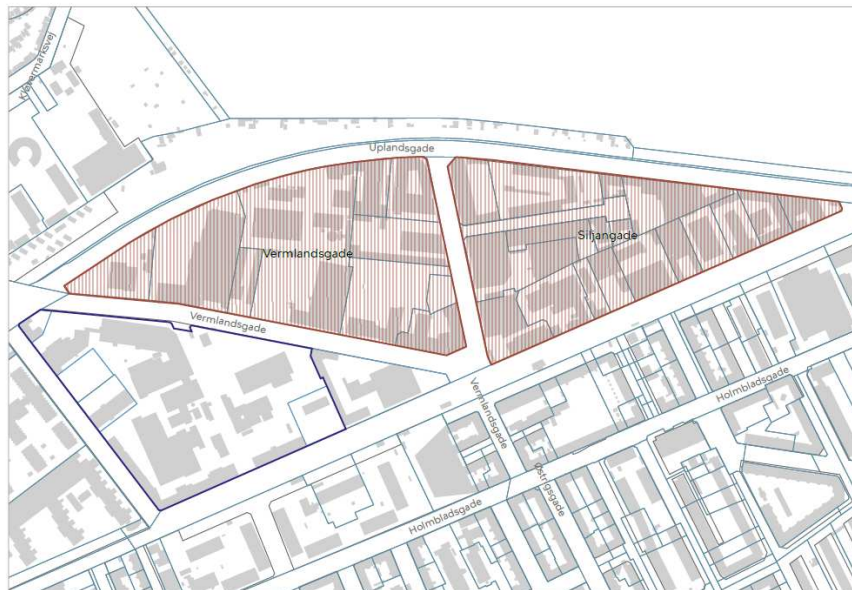 Kløvermarksvej
Uplandsgade
Vermlandsgade
Siljangade
Vermlandsgade
Vermlandsgade
Holmbladsgade
Østrigsgade
Holmbladsgade